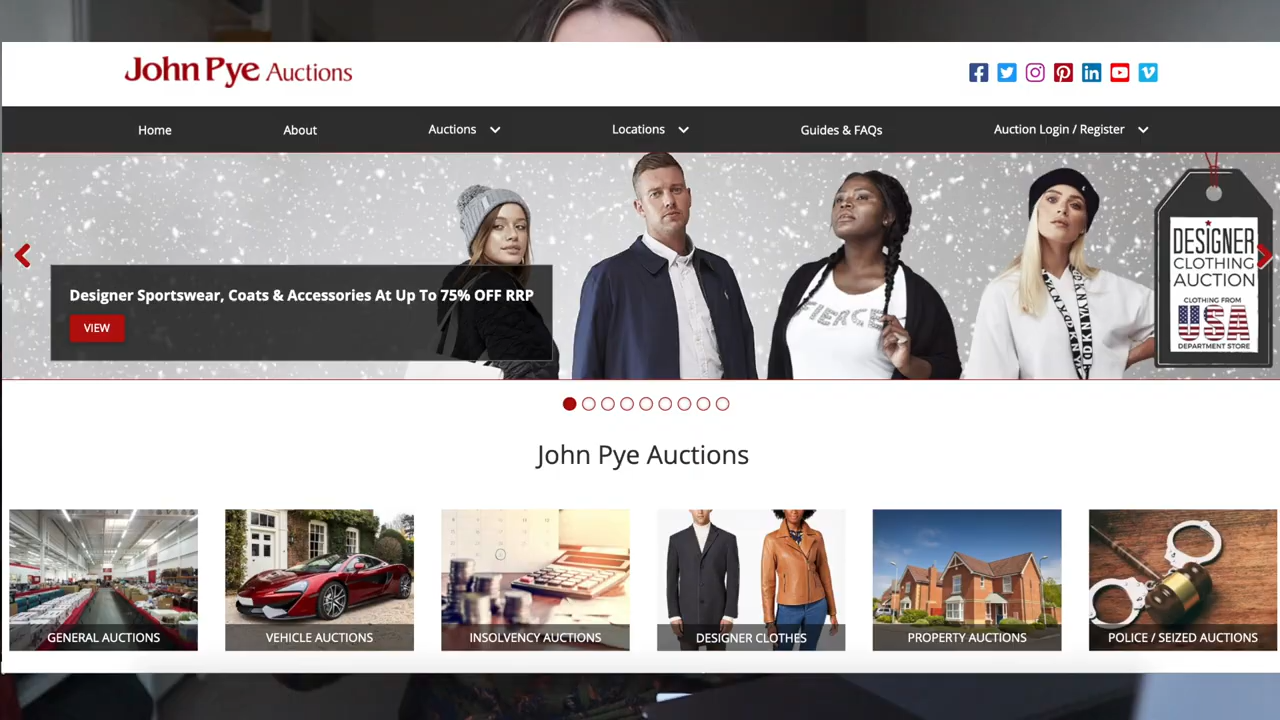 John Pye Auctions
Home
About
Auctions
Locations
Guides & FAQs
Auction Login / Register
Designer Sportswear, Coats & Accessories At Up To 75% OFF RRP
VIEW
FIERCE
DKNY
DESIGNER
CLOTHING
AUCTION
CLOTHING FROM
USA
DEPARTMENT STORE
John Pye Auctions
GENERAL AUCTIONS
VEHICLE AUCTIONS
INSOLVENCY AUCTIONS
DESIGNER CLOTHES
PROPERTY AUCTIONS
POLICE / SEIZED AUCTIONS